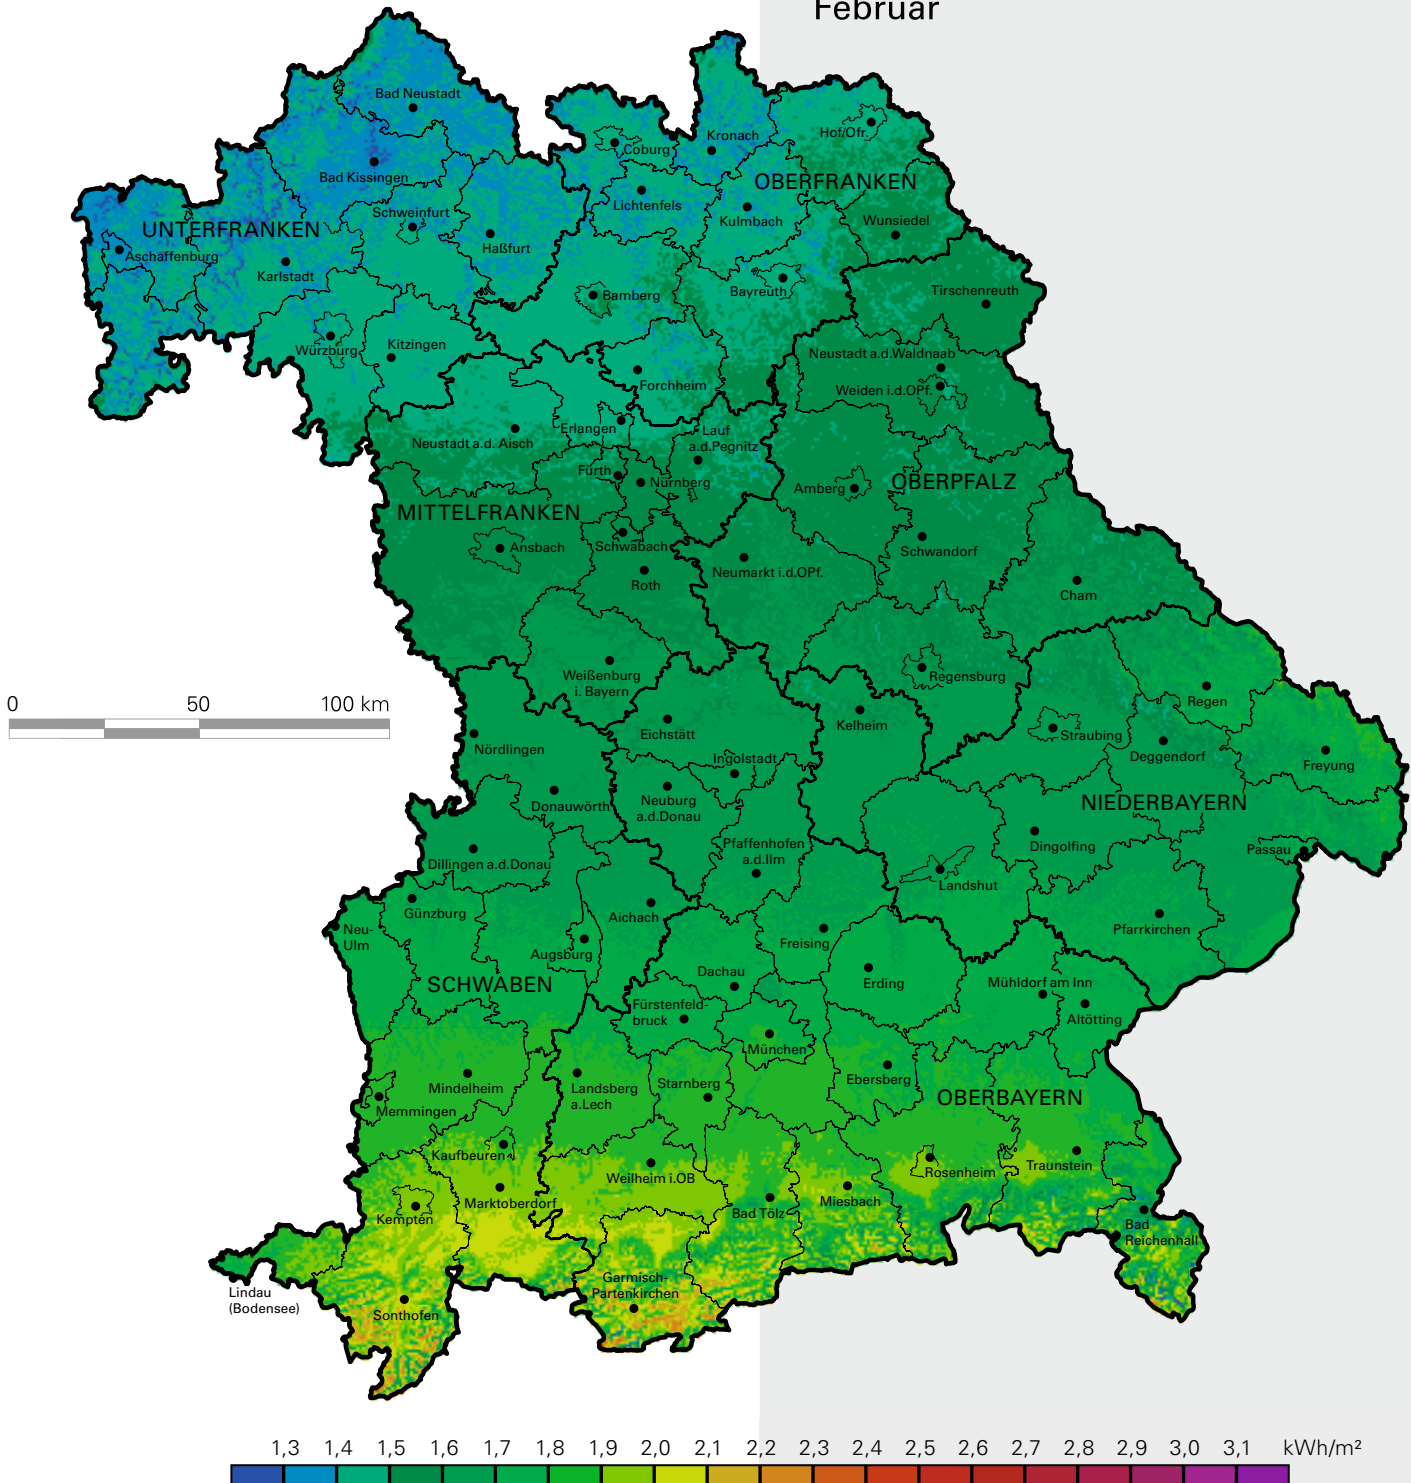 Februar
Bad Neustadt
Hof/Ofr.
Kronach
Coburg
Bad Kissingen
OBERFRANKEN
Lichtenfels
Kulmbach
Schweinfurt
Wunsiedel
UNTERFRANKEN
Haßfurt
Aschaffenburg
Karlstadt
Bayreuth
Tirschenreuth
Bamberg
Würzburg
Kitzingen
Neustadt a.d.Waldnaab
Forchheim
Weiden i.d.OPf.
Erlangen
Lauf
a.d.Pegnitz
Neustadt a.d. Aisch
Fürth
Nürnberg
Amberg
OBERPFALZ
MITTELFRANKEN
Ansbach
Schwabach
Schwandorf
Neumarkt i.d.OPf.
Roth
Cham
Weißenburg
i. Bayern
Regensburg
Regen
0 50 100 km
Kelheim
Eichstätt
Straubing
Nördlingen
Deggendorf
Ingolstadt
Freyung
Donauwörth
Neuburg
a.d.Donau
NIEDERBAYERN
Pfaffenhofen
a.d.Ilm
Dingolfing
Passau
Dillingen a.d.Donau
Landshut
Günzburg
Aichach
Neu-
Ulm
Pfarrkirchen
Freising
Augsburg
Dachau
SCHWABEN
Erding
Mühldorf am Inn
Fürstenfeld-
bruck
Altötting
München
Ebersberg
Mindelheim
Landsberg
a.Lech
Starnberg
OBERBAYERN
Memmingen
Kaufbeuren
Weilheim i.OB
Rosenheim
Traunstein
Marktoberdorf
Miesbach
Kempten
Bad Tölz
Bad
Reichenhall
Garmisch-
Partenkirchen
Lindau
(Bodensee)
Sonthofen
1,3 1,4 1,5 1,6 1,7 1,8 1,9 2,0 2,1 2,2 2,3 2,4 2,5 2,6 2,7 2,8 2,9 3,0 3,1 kWh/m²